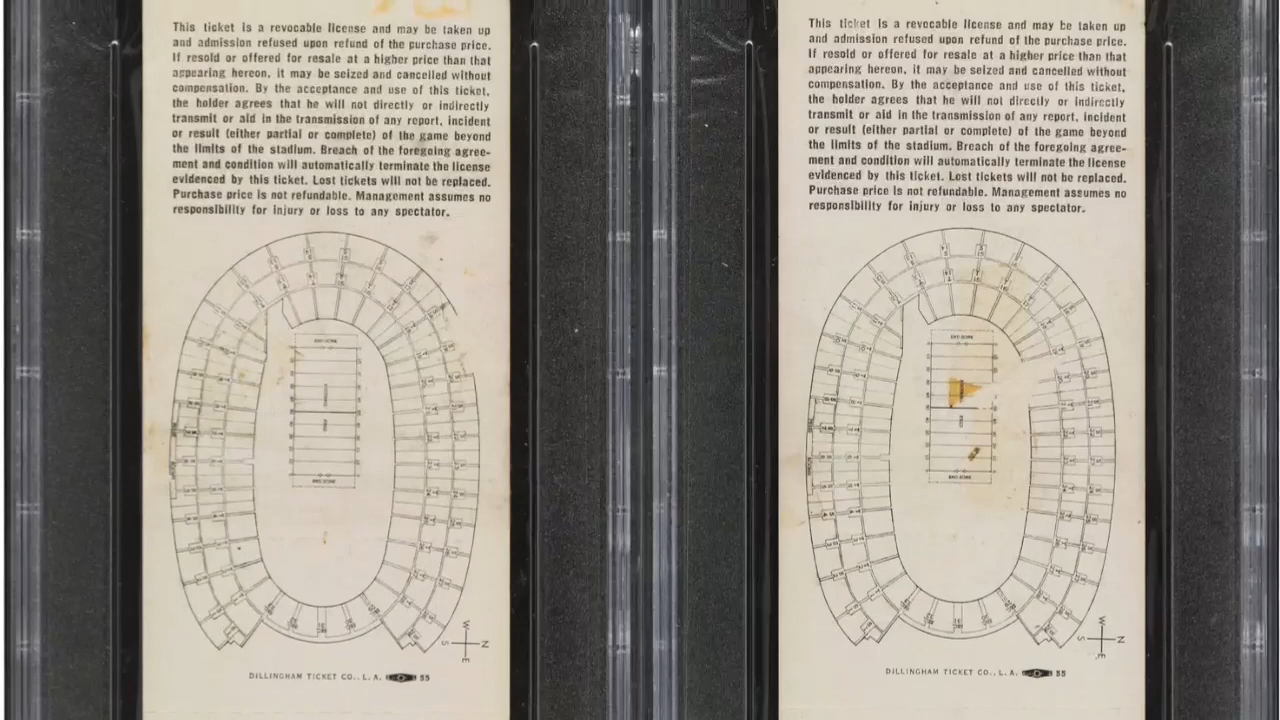 This ticket is a revocable license and may be taken up
and admission refused upon refund of the purchase price.
If resold or offered for resale at a higher price than that
appearing hereon, it may be seized and cancelled without
compensation. By the acceptance and use of this ticket,
the holder agrees that he will not directly or indirectly
transmit or aid in the transmission of any report, incident
or result (either partial or complete) of the game beyond
the limits of the stadium. Breach of the foregoing agree-
ment and condition will automatically terminate the license
evidenced by this ticket. Lost tickets will not be replaced.
Purchase price is not refundable. Management assumes no
responsibility for injury or loss to any spectator.
END ZONE
END ZONE
W
N
S
E
DILLINGHAM TICKET CO., L. A. 55
This ticket is a revocable license and may be taken up
and admission refused upon refund of the purchase price.
If resold or offered for resale at a higher price than that
appearing hereon, it may be seized and cancelled without
compensation. By the acceptance and use of this ticket,
the holder agrees that he will not directly or indirectly
transmit or aid in the transmission of any report, incident
or result (either partial or complete) of the game beyond
the limits of the stadium. Breach of the foregoing agree-
ment and condition will automatically terminate the license
evidenced by this ticket. Lost tickets will not be replaced.
Purchase price is not refundable. Management assumes no
responsibility for injury or loss to any spectator.
END ZONE
END ZONE
W
N
S
E
DILLINGHAM TICKET CO., L. A. 55